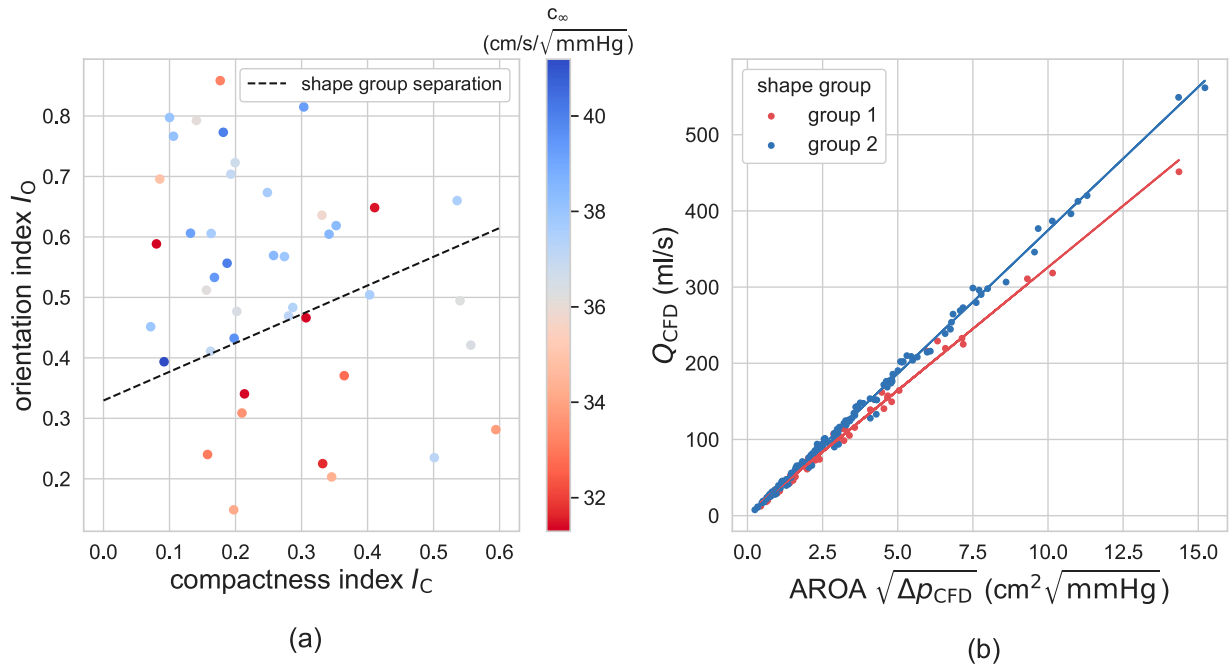 c∞
(cm/s/√mmHg)
shape group separation
orientation index I_O
0.8
0.7
0.6
0.5
0.4
0.3
0.2
0.0 0.1 0.2 0.3 0.4 0.5 0.6
compactness index I_C
40
38
36
34
32
(a)
shape group
group 1
group 2
Q_CFD (ml/s)
500
400
300
200
100
0
0.0 2.5 5.0 7.5 10.0 12.5 15.0
AROA √Δp_CFD (cm²√mmHg)
(b)